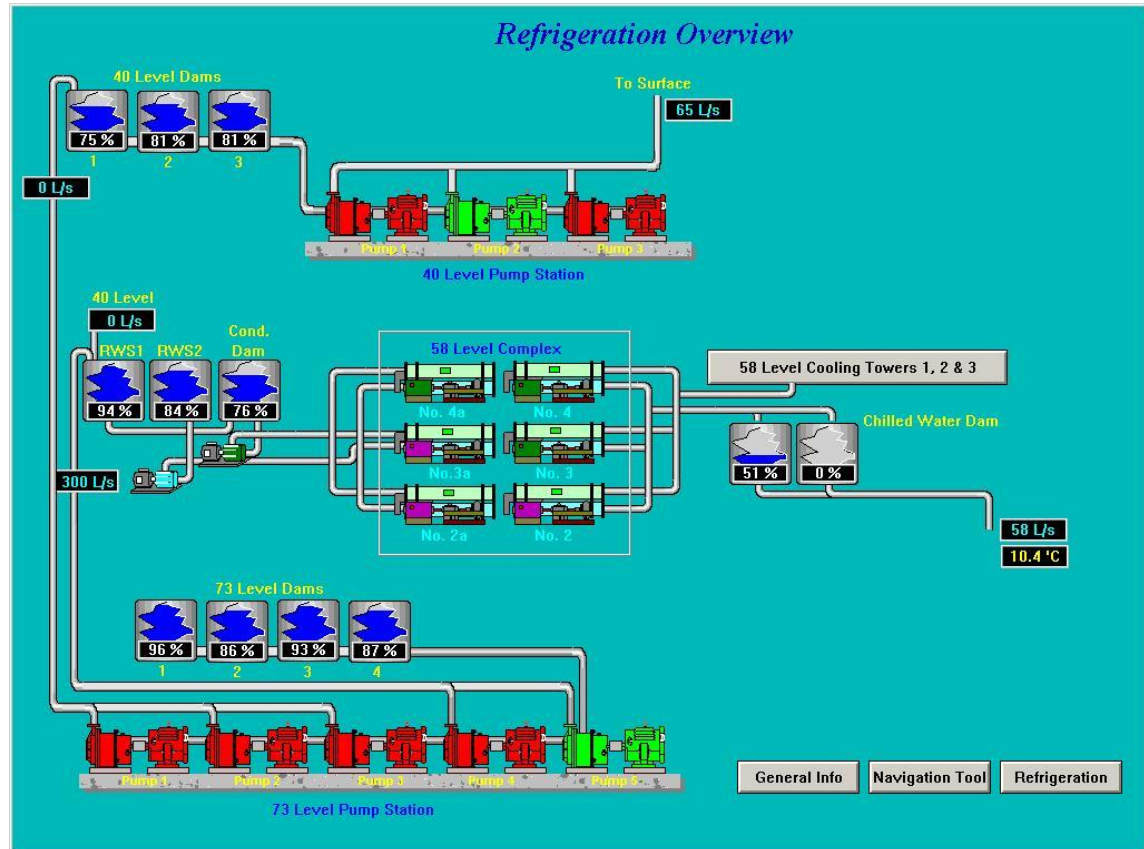 Refrigeration Overview
40 Level Dams
75 %
81 %
81 %
1
2
3
To Surface
65 L/s
0 L/s
Pump 1
Pump 2
Pump 3
40 Level Pump Station
40 Level
0 L/s
RWS1
RWS2
Cond.
Dam
94 %
84 %
76 %
300 L/s
58 Level Complex
No. 4a
No. 4
No.3a
No. 3
No. 2a
No. 2
58 Level Cooling Towers 1, 2 & 3
Chilled Water Dam
51 %
0 %
58 L/s
10.4 'C
73 Level Dams
96 %
86 %
93 %
87 %
1
2
3
4
Pump 1
Pump 2
Pump 3
Pump 4
Pump 5
73 Level Pump Station
General Info
Navigation Tool
Refrigeration